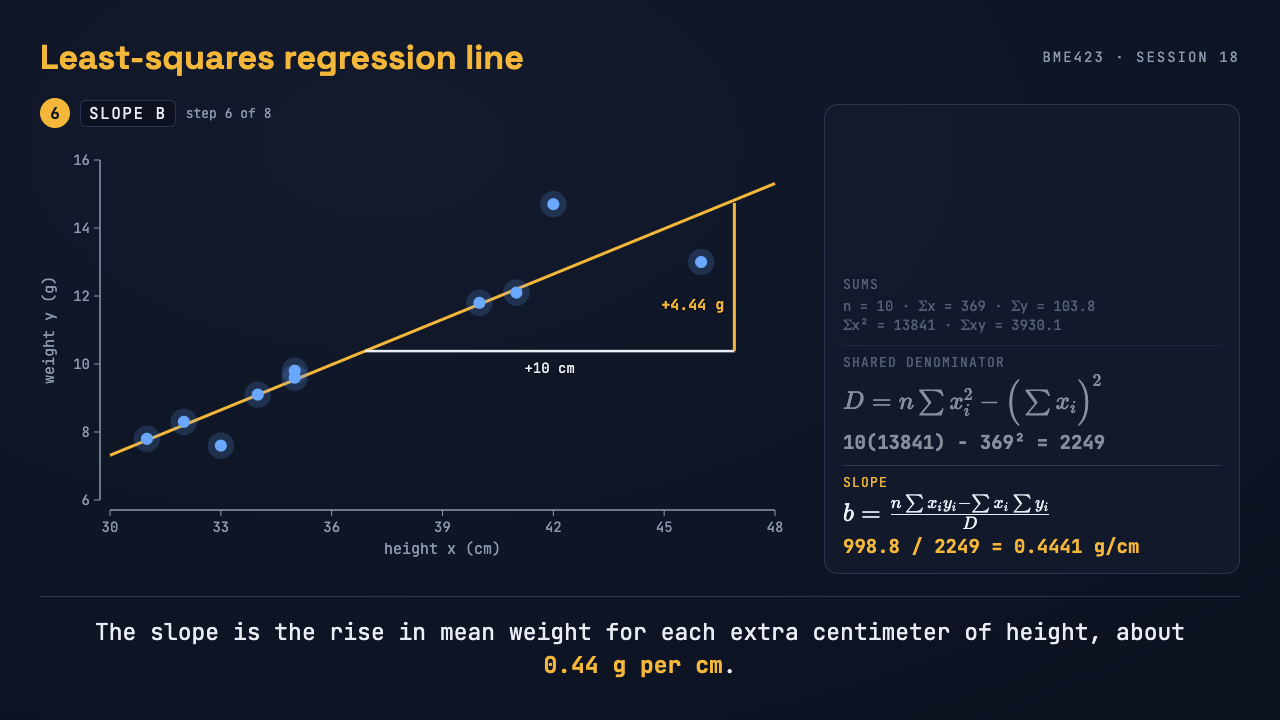 Least-squares regression line
BME423 · SESSION 18
6 SLOPE B step 6 of 8
16
14
12
10
8
6
weight y (g)
30 33 36 39 42 45 48
height x (cm)
+4.44 g
+10 cm
SUMS
n = 10 · Σx = 369 · Σy = 103.8
Σx² = 13841 · Σxy = 3930.1
SHARED DENOMINATOR
D = n ∑ x_i² − (∑ x_i)²
10(13841) - 369² = 2249
SLOPE
b = (n ∑ x_i y_i − ∑ x_i ∑ y_i) / D
998.8 / 2249 = 0.4441 g/cm
The slope is the rise in mean weight for each extra centimeter of height, about
0.44 g per cm.